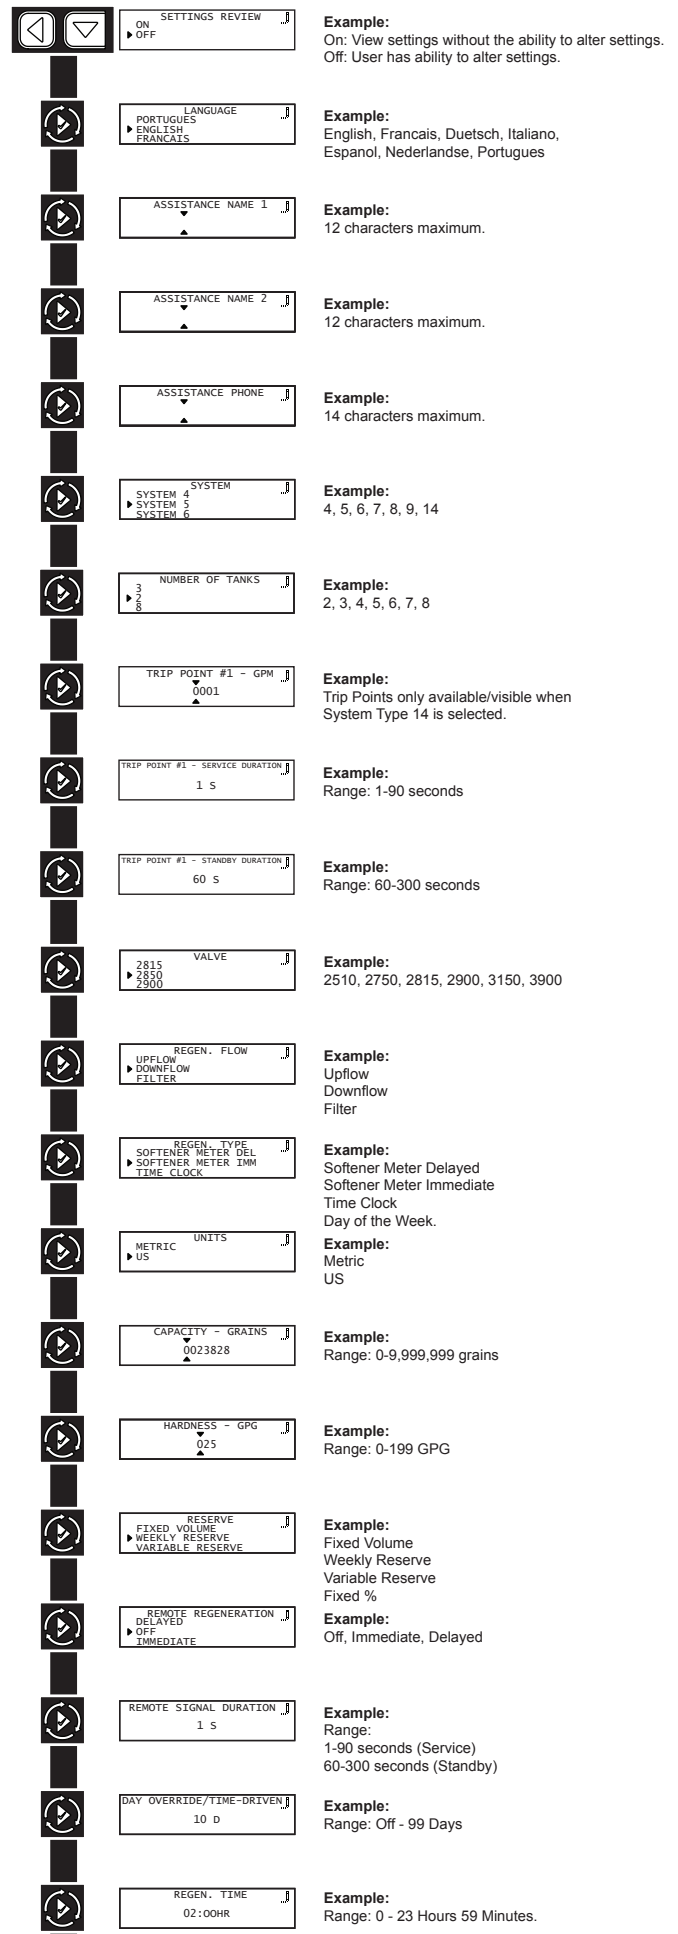 SETTINGS REVIEW
ON
OFF
Example:
On: View settings without the ability to alter settings.
Off: User has ability to alter settings.
LANGUAGE
PORTUGUES
ENGLISH
FRANCAIS
Example:
English, Francais, Duetsch, Italiano,
Espanol, Nederlandse, Portugues
ASSISTANCE NAME 1
Example:
12 characters maximum.
ASSISTANCE NAME 2
Example:
12 characters maximum.
ASSISTANCE PHONE
Example:
14 characters maximum.
SYSTEM
SYSTEM 4
SYSTEM 5
SYSTEM 6
Example:
4, 5, 6, 7, 8, 9, 14
NUMBER OF TANKS
3
2
8
Example:
2, 3, 4, 5, 6, 7, 8
TRIP POINT #1 - GPM
0001
Example:
Trip Points only available/visible when
System Type 14 is selected.
TRIP POINT #1 - SERVICE DURATION
1 S
Example:
Range: 1-90 seconds
TRIP POINT #1 - STANDBY DURATION
60 S
Example:
Range: 60-300 seconds
VALVE
2815
2850
2900
Example:
2510, 2750, 2815, 2900, 3150, 3900
REGEN. FLOW
UPFLOW
DOWNFLOW
FILTER
Example:
Upflow
Downflow
Filter
REGEN. TYPE
SOFTENER METER DEL
SOFTENER METER IMM
TIME CLOCK
Example:
Softener Meter Delayed
Softener Meter Immediate
Time Clock
Day of the Week.
UNITS
METRIC
US
Example:
Metric
US
CAPACITY - GRAINS
0023828
Example:
Range: 0-9,999,999 grains
HARDNESS - GPG
025
Example:
Range: 0-199 GPG
RESERVE
FIXED VOLUME
WEEKLY RESERVE
VARIABLE RESERVE
Example:
Fixed Volume
Weekly Reserve
Variable Reserve
Fixed %
REMOTE REGENERATION
DELAYED
OFF
IMMEDIATE
Example:
Off, Immediate, Delayed
REMOTE SIGNAL DURATION
1 S
Example:
Range:
1-90 seconds (Service)
60-300 seconds (Standby)
DAY OVERRIDE/TIME-DRIVEN
10 D
Example:
Range: Off - 99 Days
REGEN. TIME
02:00HR
Example:
Range: 0 - 23 Hours 59 Minutes.